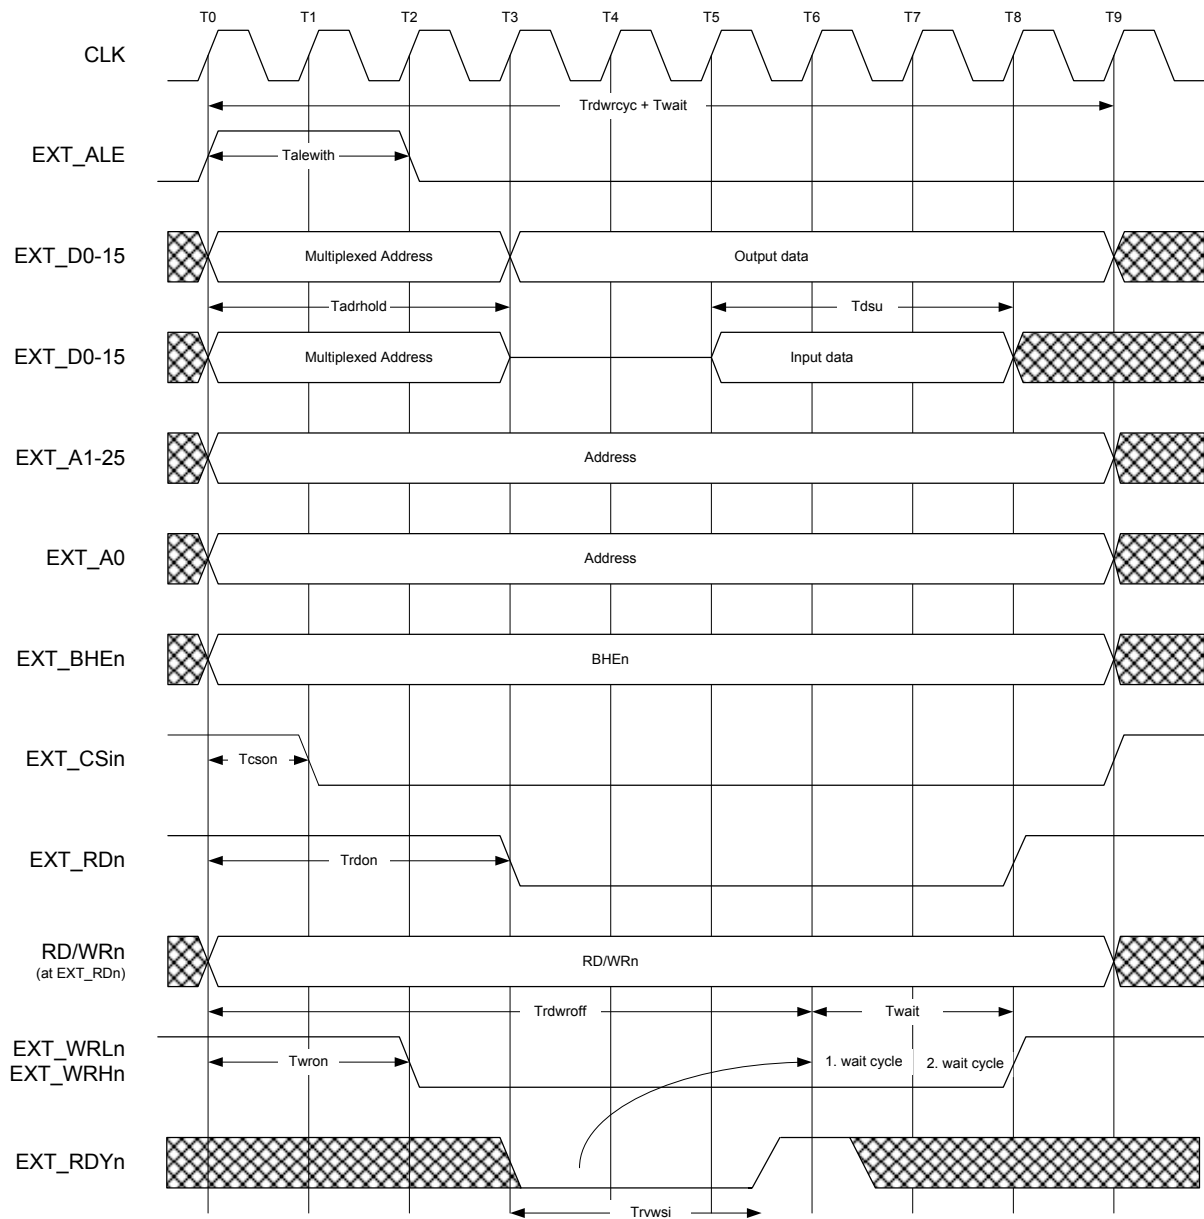 T0 T1 T2 T3 T4 T5 T6 T7 T8 T9
CLK
Trdwrcyc + Twait
EXT_ALE
Talewith
EXT_D0-15
Multiplexed Address
Output data
Tadrhold
Tdsu
EXT_D0-15
Multiplexed Address
Input data
EXT_A1-25
Address
EXT_A0
Address
EXT_BHEn
BHEn
EXT_CSin
Tcson
EXT_RDn
Trdon
RD/WRn
(at EXT_RDn)
RD/WRn
Trdwroff
Twait
EXT_WRLn
EXT_WRHn
Twron
1. wait cycle
2. wait cycle
EXT_RDYn
Trywsi